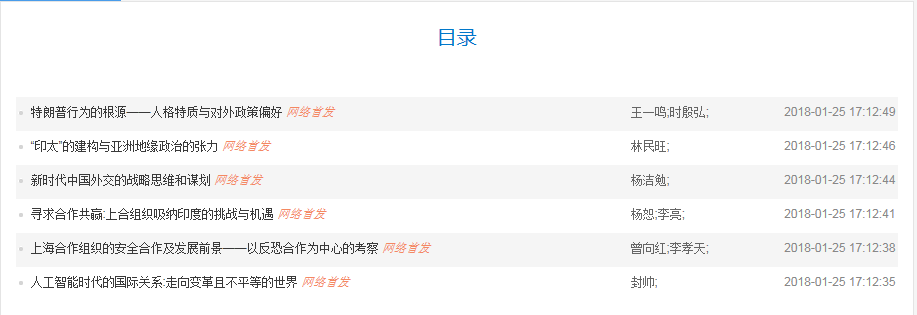 目录
特朗普行为的根源——人格特质与对外政策偏好 网络首发 王一鸣;时殷弘; 2018-01-25 17:12:49
“印太”的建构与亚洲地缘政治的张力 网络首发 林民旺; 2018-01-25 17:12:46
新时代中国外交的战略思维和谋划 网络首发 杨洁勉; 2018-01-25 17:12:44
寻求合作共赢:上合组织吸纳印度的挑战与机遇 网络首发 杨恕;李亮; 2018-01-25 17:12:41
上海合作组织的安全合作及发展前景——以反恐合作为中心的考察 网络首发 曾向红;李孝天; 2018-01-25 17:12:38
人工智能时代的国际关系:走向变革且不平等的世界 网络首发 封帅; 2018-01-25 17:12:35